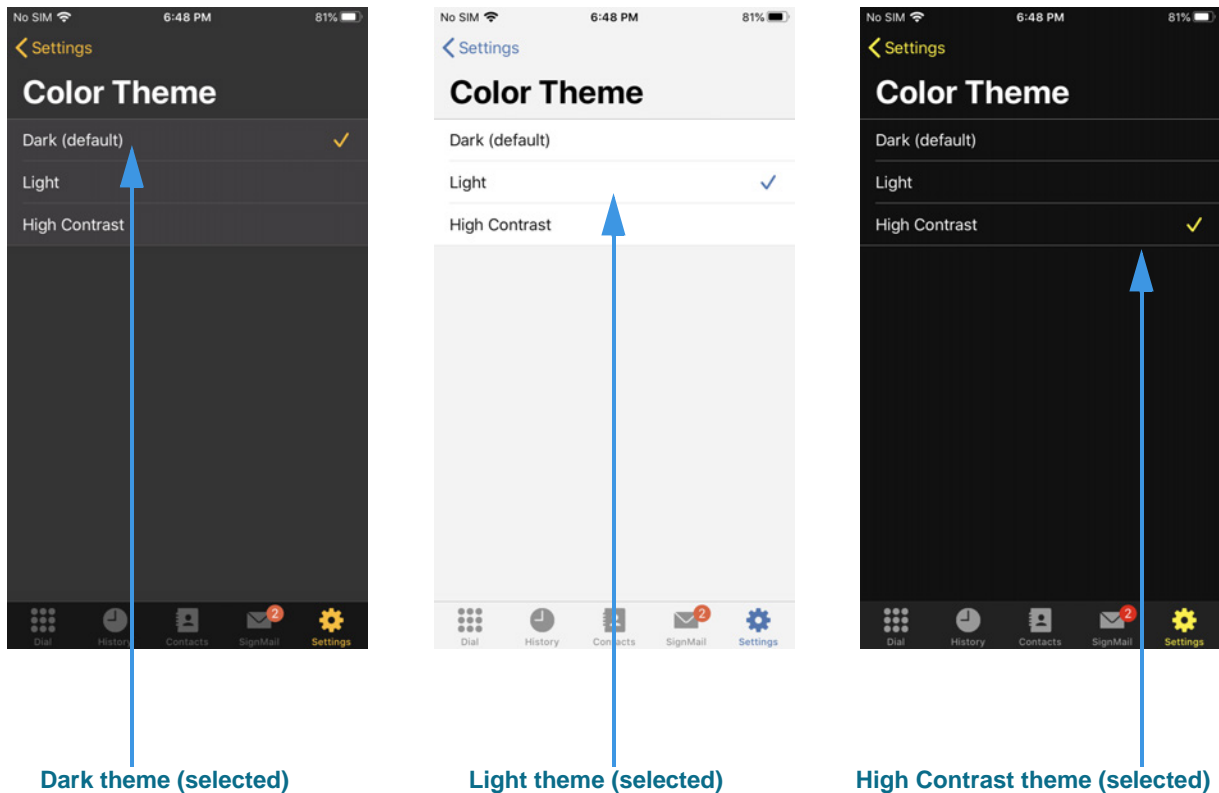 No SIM 6:48 PM 81%
Settings
Color Theme
Dark (default)
Light
High Contrast
2
Dial History Contacts SignMail Settings
Dark theme (selected)
No SIM 6:48 PM 81%
Settings
Color Theme
Dark (default)
Light
High Contrast
2
Dial History Contacts SignMail Settings
Light theme (selected)
No SIM 6:48 PM 81%
Settings
Color Theme
Dark (default)
Light
High Contrast
2
Dial History Contacts SignMail Settings
High Contrast theme (selected)